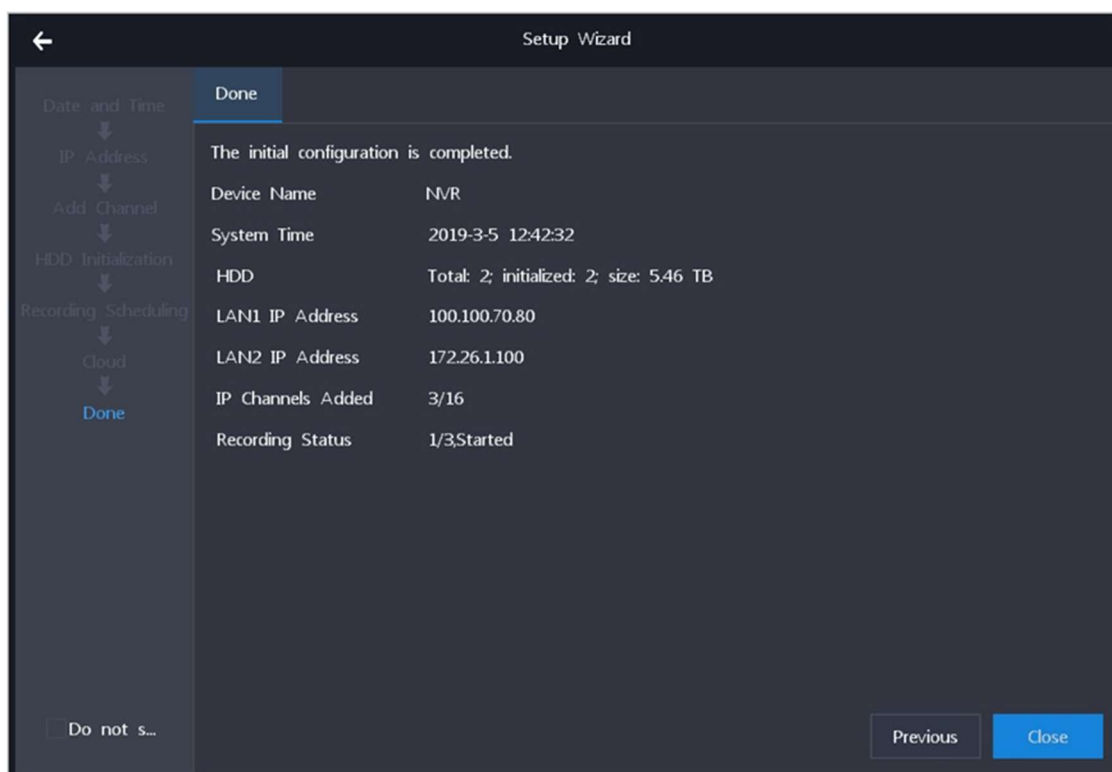 Setup Wizard
Date and Time
IP Address
Add Channel
HDD Initialization
Recording Scheduling
Cloud
Done
Done
The initial configuration is completed.
Device Name NVR
System Time 2019-3-5 12:42:32
HDD Total: 2; initialized: 2; size: 5.46 TB
LAN1 IP Address 100.100.70.80
LAN2 IP Address 172.26.1.100
IP Channels Added 3/16
Recording Status 1/3,Started
Do not s...
Previous
Close